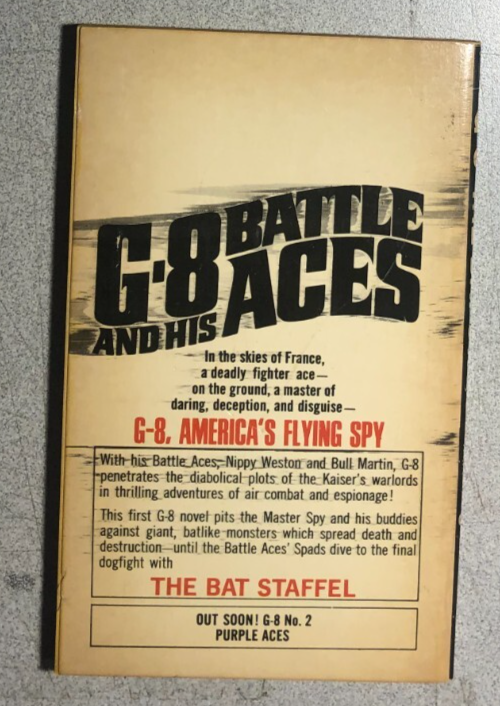 G-8 BATTLE
AND HIS ACES
In the skies of France,
a deadly fighter ace—
on the ground, a master of
daring, deception, and disguise—
G-8, AMERICA'S FLYING SPY
With his Battle Aces, Nippy Weston and Bull Martin, G-8
penetrates the diabolical plots of the Kaiser's warlords
in thrilling adventures of air combat and espionage!
This first G-8 novel pits the Master Spy and his buddies
against giant, batlike monsters which spread death and
destruction—until the Battle Aces' Spads dive to the final
dogfight with
THE BAT STAFFEL
OUT SOON! G-8 No. 2
PURPLE ACES